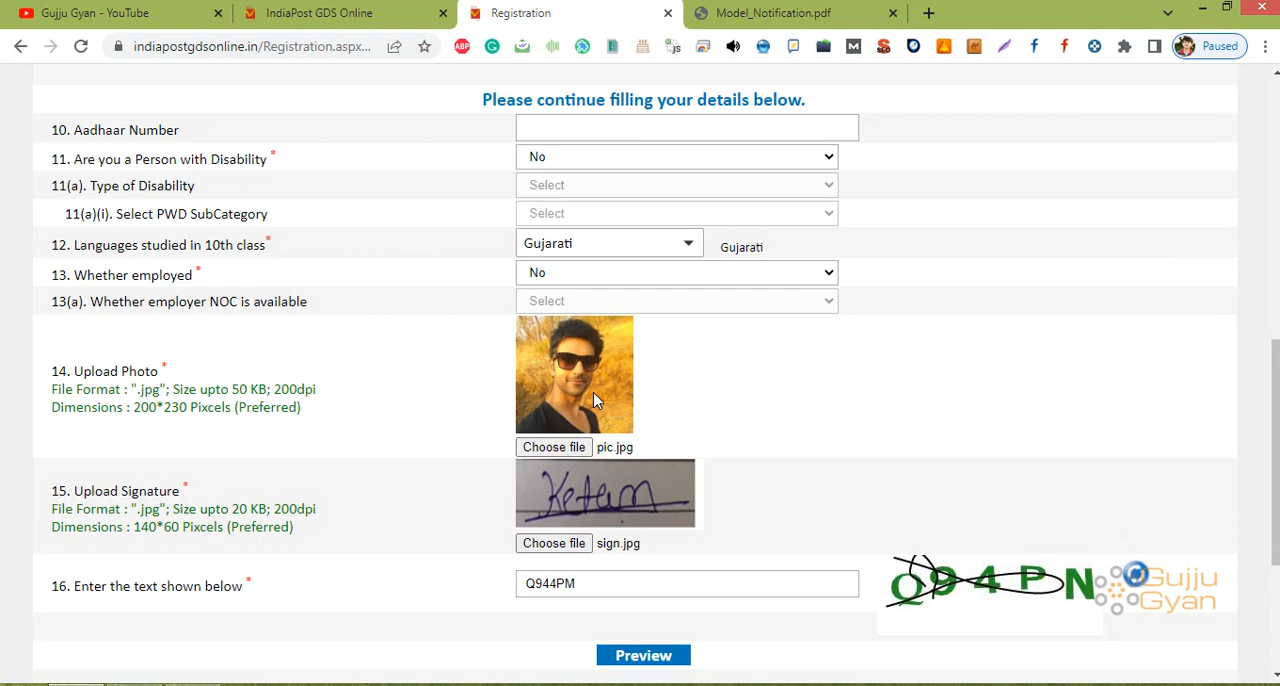 Gujju Gyan - YouTube
IndiaPost GDS Online
Registration
Model_Notification.pdf
indiapostgdsonline.in/Registration.aspx...
ABP
js
SEO
Paused
Please continue filling your details below.
10. Aadhaar Number
11. Are you a Person with Disability *
No
11(a). Type of Disability
Select
11(a)(i). Select PWD SubCategory
Select
12. Languages studied in 10th class*
Gujarati
Gujarati
13. Whether employed *
No
13(a). Whether employer NOC is available
Select
14. Upload Photo *
File Format : ".jpg"; Size upto 50 KB; 200dpi
Dimensions : 200*230 Pixcels (Preferred)
Choose file pic.jpg
15. Upload Signature *
File Format : ".jpg"; Size upto 20 KB; 200dpi
Dimensions : 140*60 Pixcels (Preferred)
Ketan
Choose file sign.jpg
16. Enter the text shown below *
Q944PM
Q94PN
Gujju
Gyan
Preview